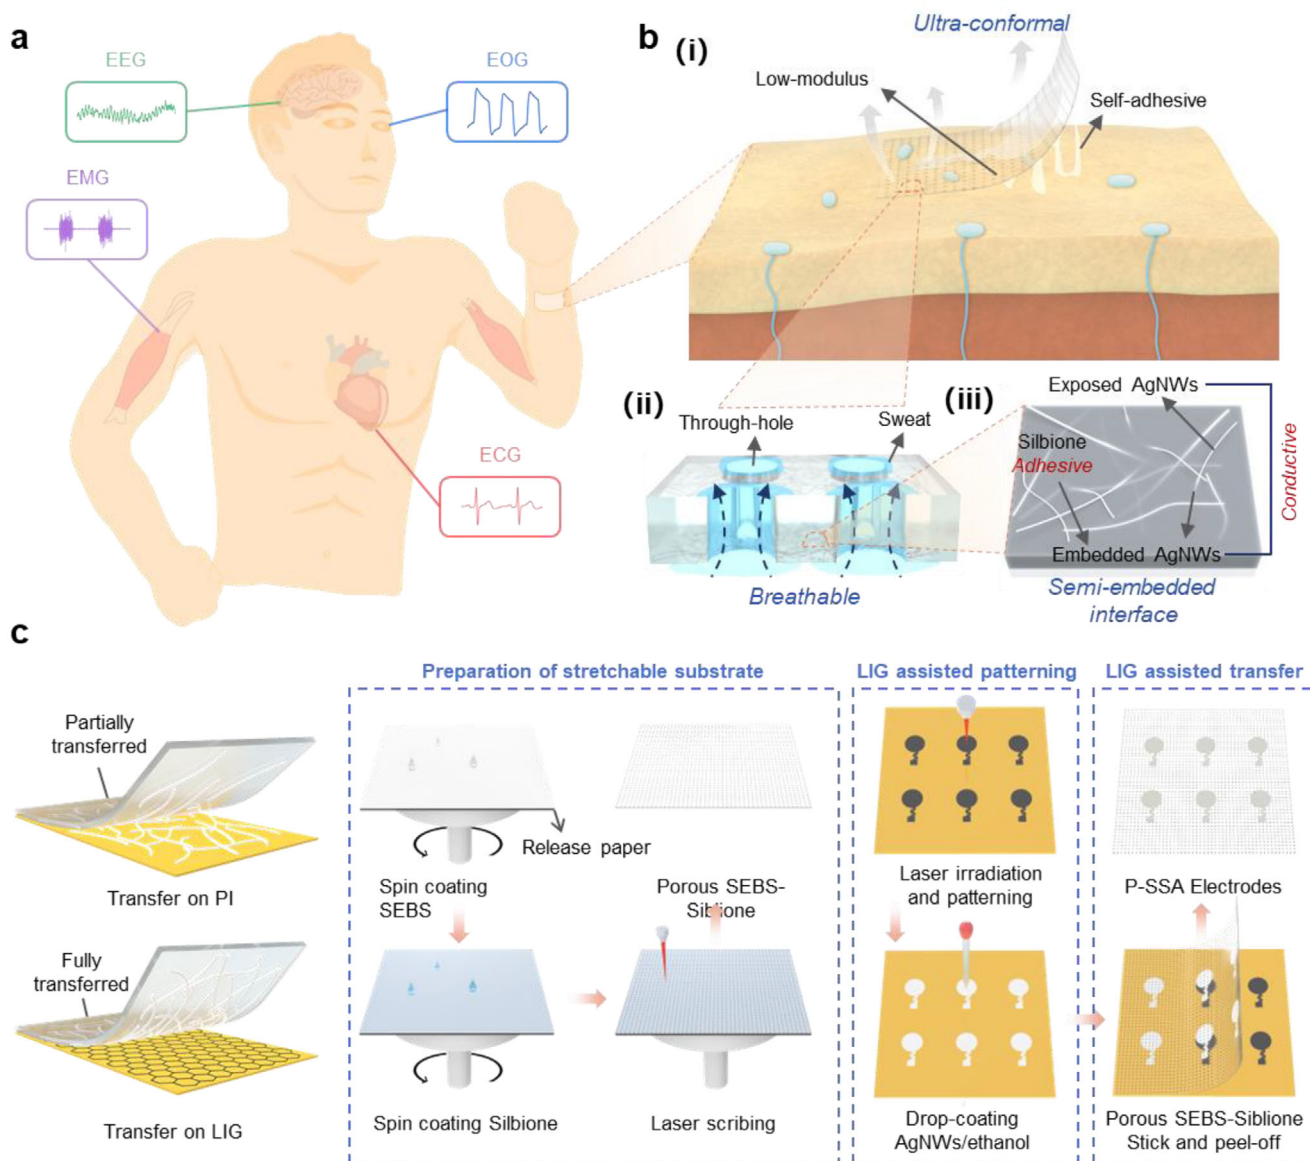 a
EEG
EOG
EMG
ECG
b
(i)
Ultra-conformal
Low-modulus
Self-adhesive
(ii)
Through-hole
Sweat
Breathable
(iii)
Exposed AgNWs
Silbione
Adhesive
Conductive
Embedded AgNWs
Semi-embedded
interface
c
Partially
transferred
Transfer on PI
Fully
transferred
Transfer on LIG
Preparation of stretchable substrate
Release paper
Spin coating
SEBS
Porous SEBS-
Siblione
Spin coating Silbione
Laser scribing
LIG assisted patterning
Laser irradiation
and patterning
Drop-coating
AgNWs/ethanol
LIG assisted transfer
P-SSA Electrodes
Porous SEBS-Siblione
Stick and peel-off